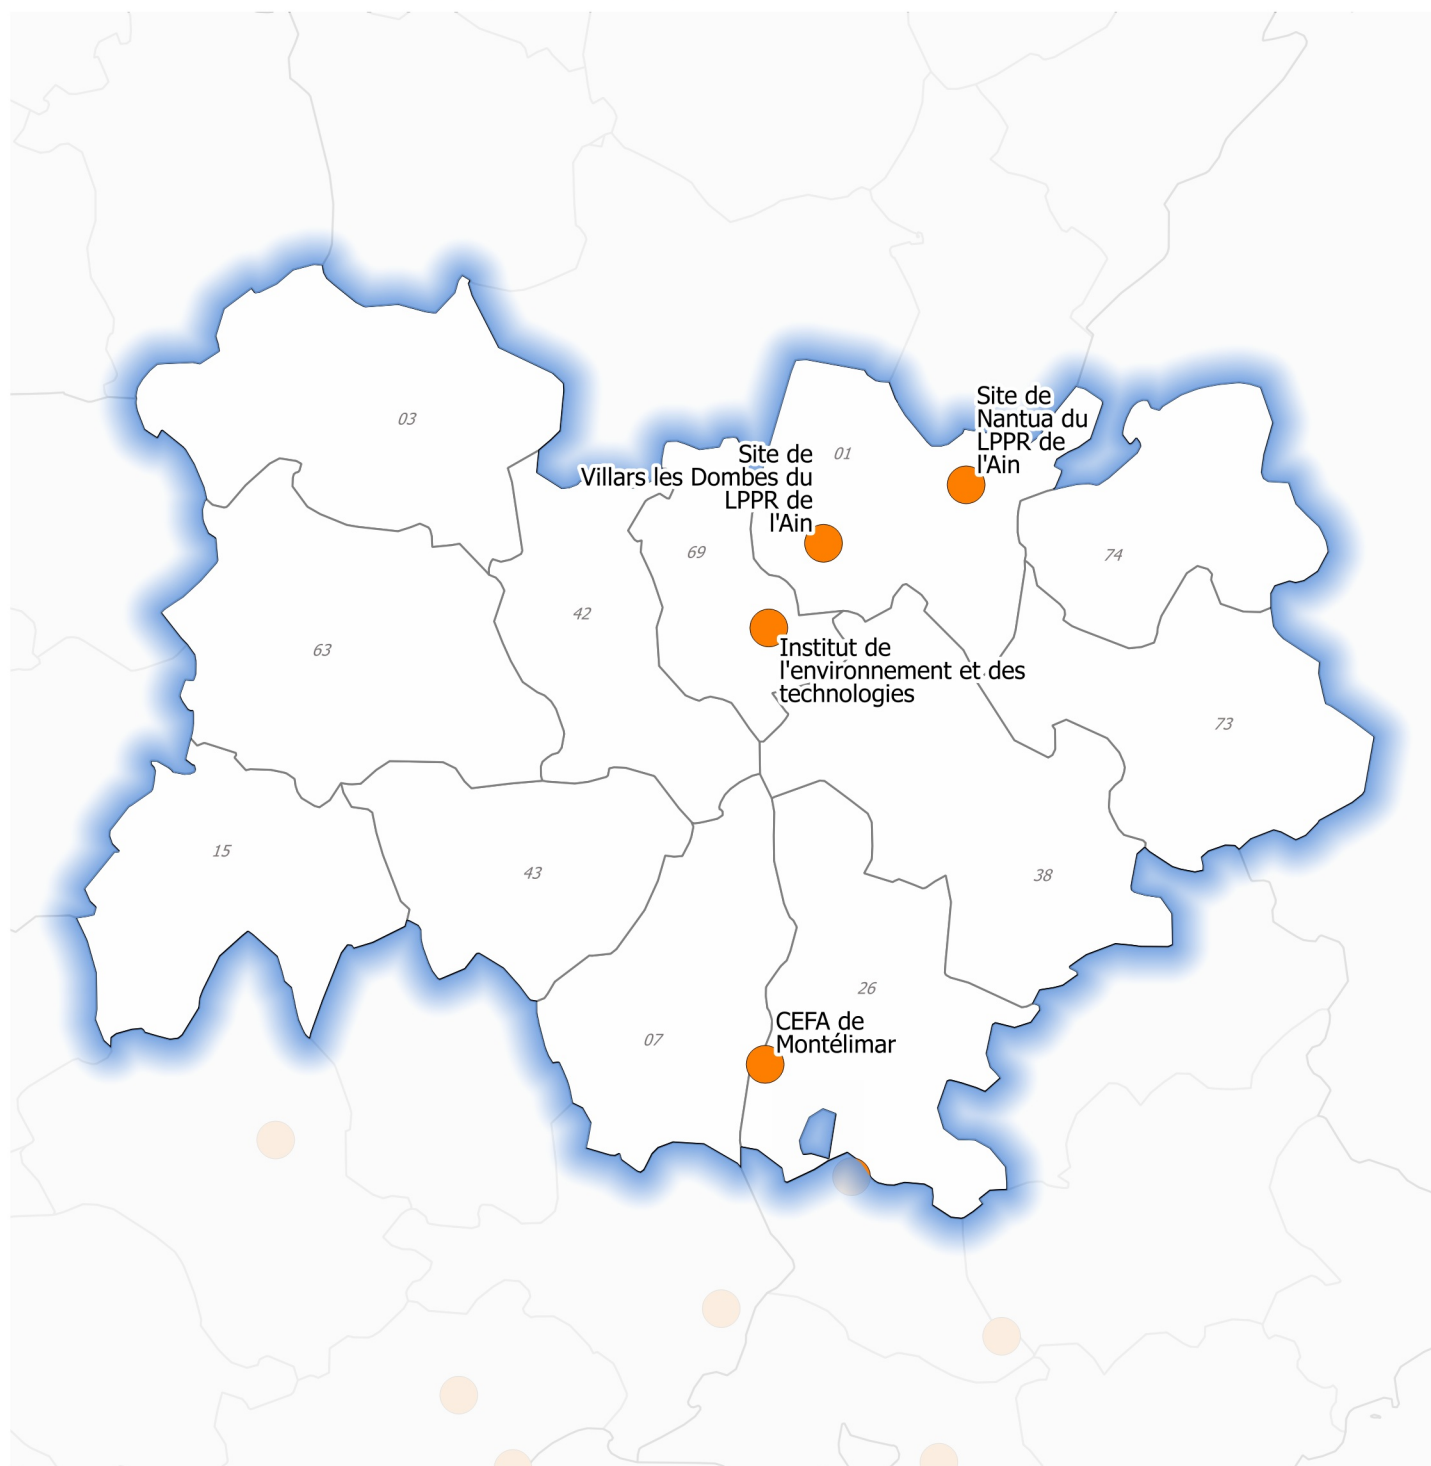 Site de
Nantua du
LPPR de
l'Ain
03
01
Site de
Villars les Dombes du
LPPR de
l'Ain
69
74
42
63
Institut de
l'environnement et des
technologies
73
15
43
38
26
CEFA de
Montélimar
07